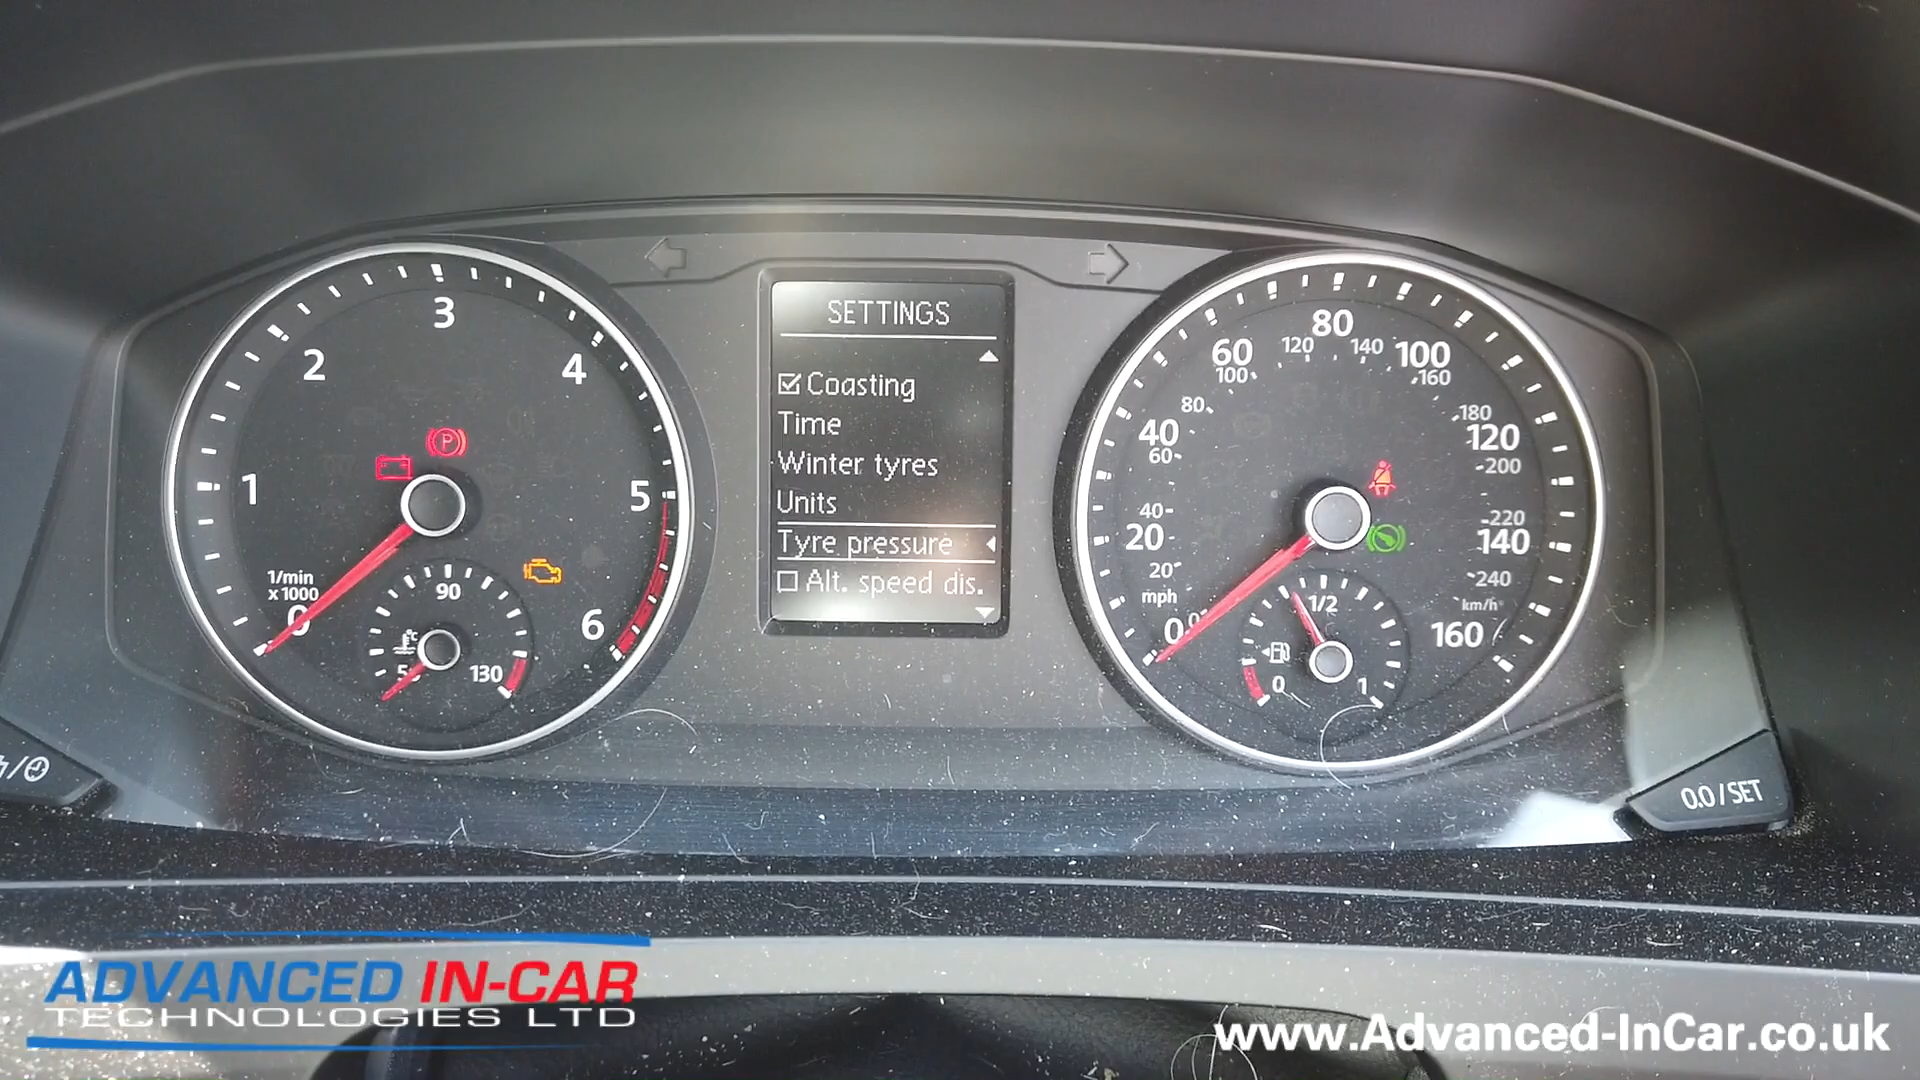 3
2
4
1
5
1/min
x 1000
0
6
90
°C
130
P
SETTINGS
Coasting
Time
Winter tyres
Units
Tyre pressure
Alt. speed dis.
80
60
120
140
100
100
160
80
180
40
120
60
200
40
220
20
140
20
240
mph
km/h
0
160
1/2
0
1
0.0/SET
ADVANCED IN-CAR
TECHNOLOGIES LTD
www.Advanced-InCar.co.uk